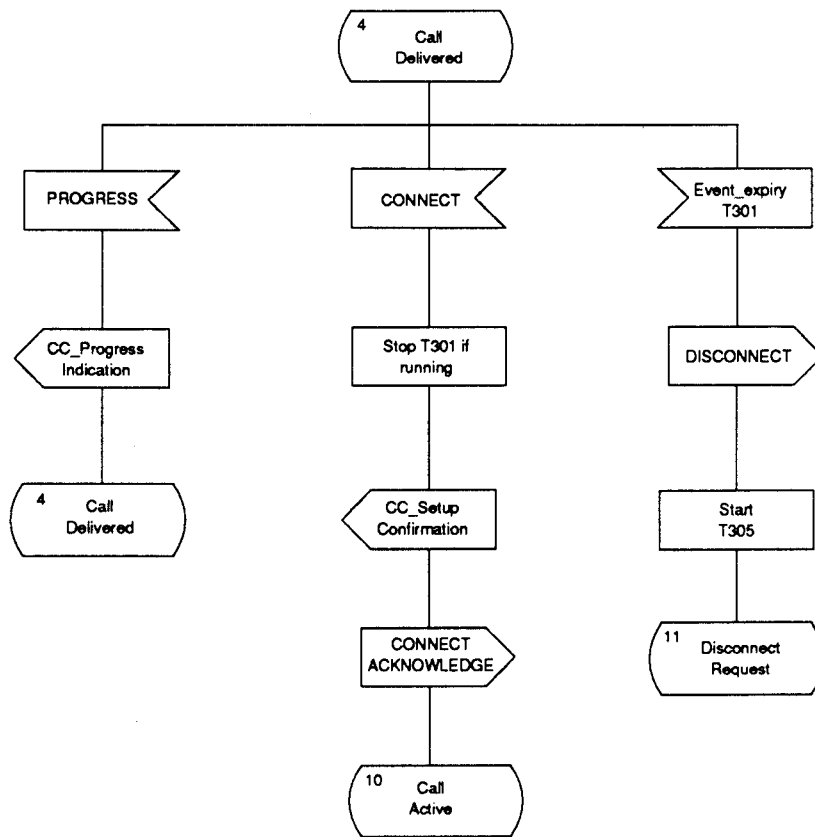 4
Call
Delivered
PROGRESS
CONNECT
Event_expiry
T301
CC_Progress
Indication
Stop T301 if
running
DISCONNECT
4
Call
Delivered
CC_Setup
Confirmation
Start
T305
CONNECT
ACKNOWLEDGE
11
Disconnect
Request
10
Call
Active